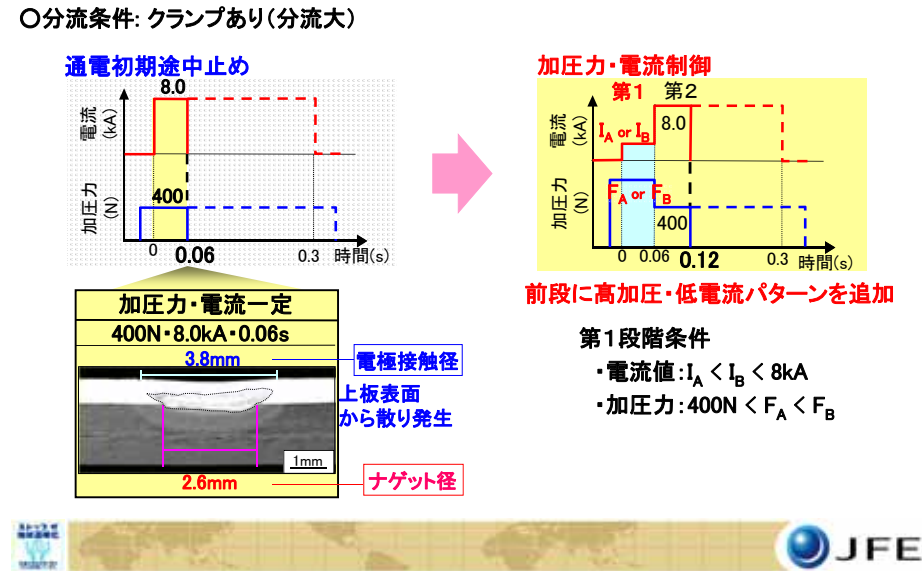 〇分流条件: クランプあり(分流大)
通電初期途中止め
8.0
電流
(kA)
加圧力
(N)
400
0
0.06
0.3
時間(s)
加圧力・電流制御
第1
第2
電流
(kA)
IA or IB
8.0
加圧力
(N)
FA or FB
400
0
0.06
0.12
0.3
時間(s)
前段に高加圧・低電流パターンを追加
加圧力・電流一定
400N・8.0kA・0.06s
3.8mm
電極接触径
上板表面
から散り発生
1mm
2.6mm
ナゲット径
第1段階条件
・電流値:IA < IB < 8kA
・加圧力:400N < FA < FB
JFE